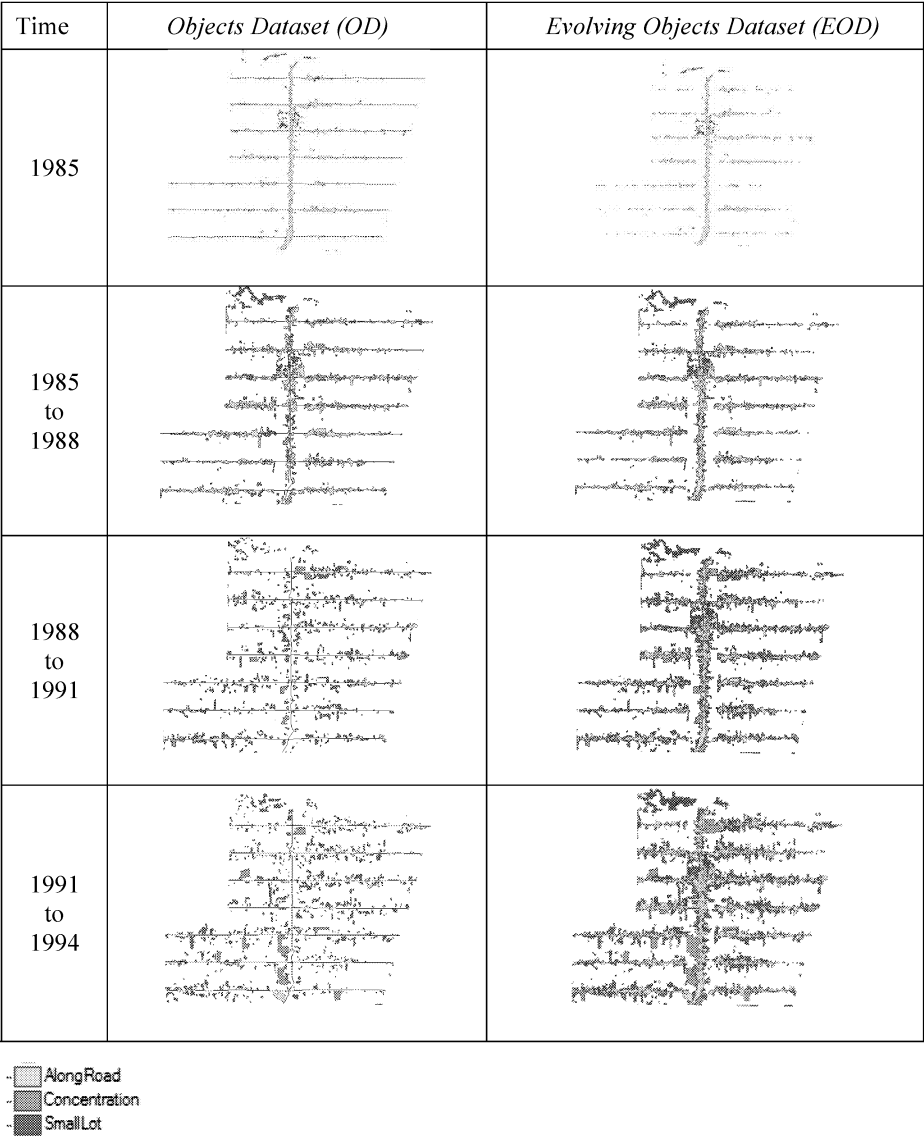 Time Objects Dataset (OD) Evolving Objects Dataset (EOD)
1985
1985
to
1988
1988
to
1991
1991
to
1994
AlongRoad
Concentration
SmallLot